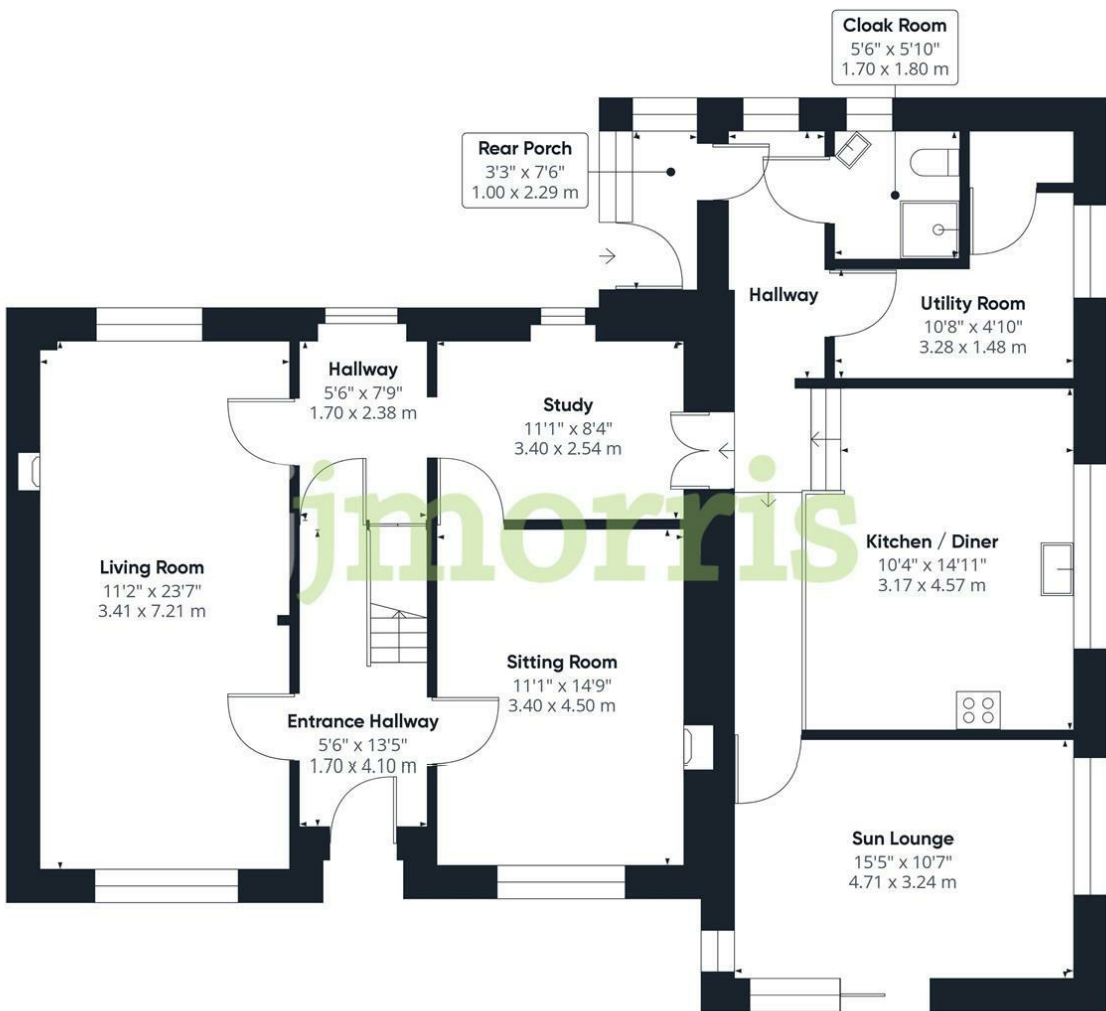 Cloak Room
5'6" x 5'10"
1.70 x 1.80 m
Rear Porch
3'3" x 7'6"
1.00 x 2.29 m
Hallway
Utility Room
10'8" x 4'10"
3.28 x 1.48 m
Hallway
5'6" x 7'9"
1.70 x 2.38 m
Study
11'1" x 8'4"
3.40 x 2.54 m
jjmorris
Kitchen / Diner
10'4" x 14'11"
3.17 x 4.57 m
Living Room
11'2" x 23'7"
3.41 x 7.21 m
Sitting Room
11'1" x 14'9"
3.40 x 4.50 m
Entrance Hallway
5'6" x 13'5"
1.70 x 4.10 m
Sun Lounge
15'5" x 10'7"
4.71 x 3.24 m